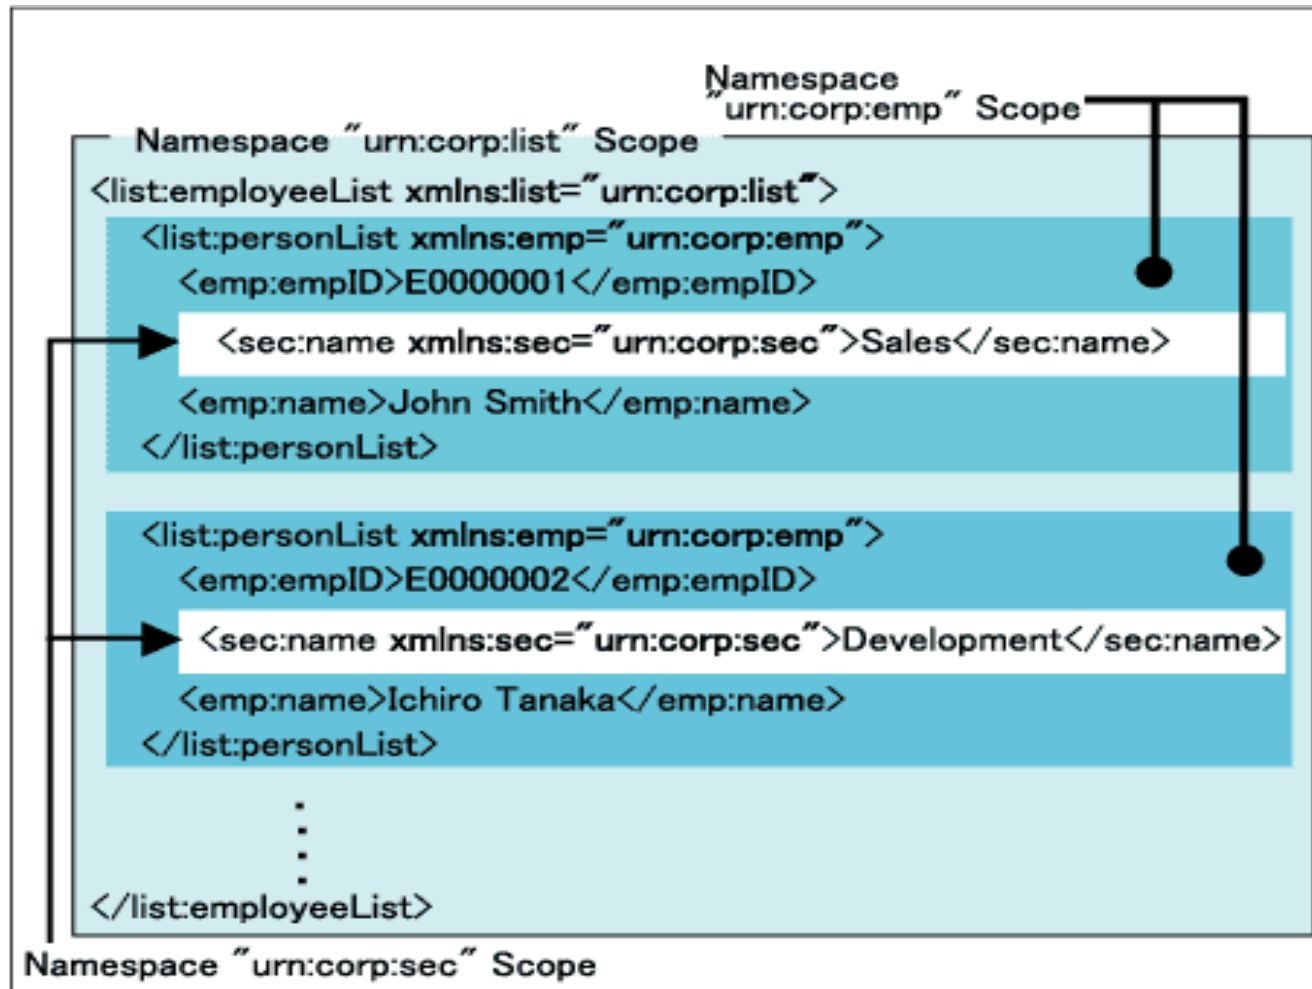 Namespace
"urn:corp:emp" Scope
Namespace "urn:corp:list" Scope
<list:employeeList xmlns:list="urn:corp:list">
<list:personList xmlns:emp="urn:corp:emp">
<emp:empID>E0000001</emp:empID>
<sec:name xmlns:sec="urn:corp:sec">Sales</sec:name>
<emp:name>John Smith</emp:name>
</list:personList>
<list:personList xmlns:emp="urn:corp:emp">
<emp:empID>E0000002</emp:empID>
<sec:name xmlns:sec="urn:corp:sec">Development</sec:name>
<emp:name>Ichiro Tanaka</emp:name>
</list:personList>
</list:employeeList>
Namespace "urn:corp:sec" Scope